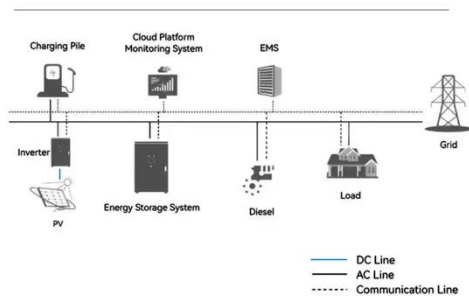 Charging Pile
Cloud Platform
Monitoring System
EMS
Grid
Inverter
PV
Energy Storage System
Diesel
Load
DC Line
AC Line
Communication Line